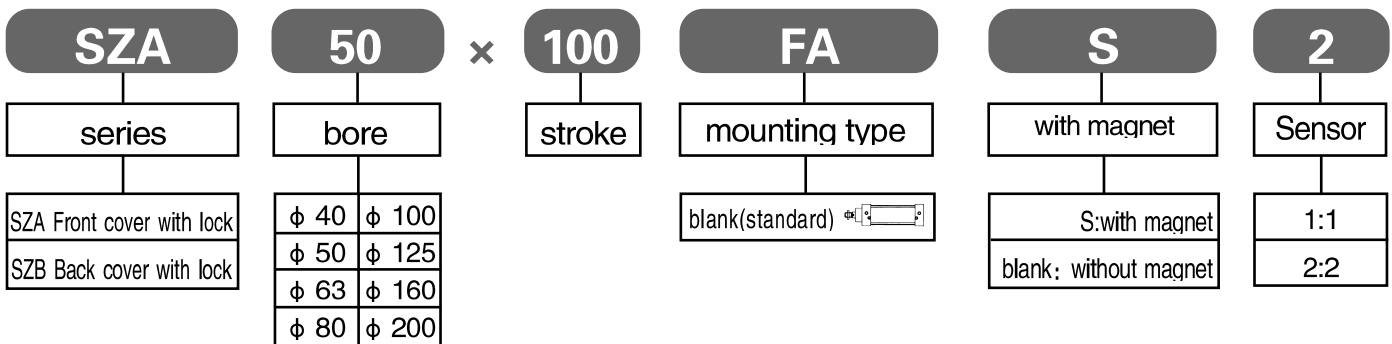 SZA 50 × 100 FA S 2
series bore stroke mounting type with magnet Sensor
SZA Front cover with lock
SZB Back cover with lock
ϕ 40 ϕ 100
ϕ 50 ϕ 125
ϕ 63 ϕ 160
ϕ 80 ϕ 200
blank(standard)
S:with magnet
blank: without magnet
1:1
2:2